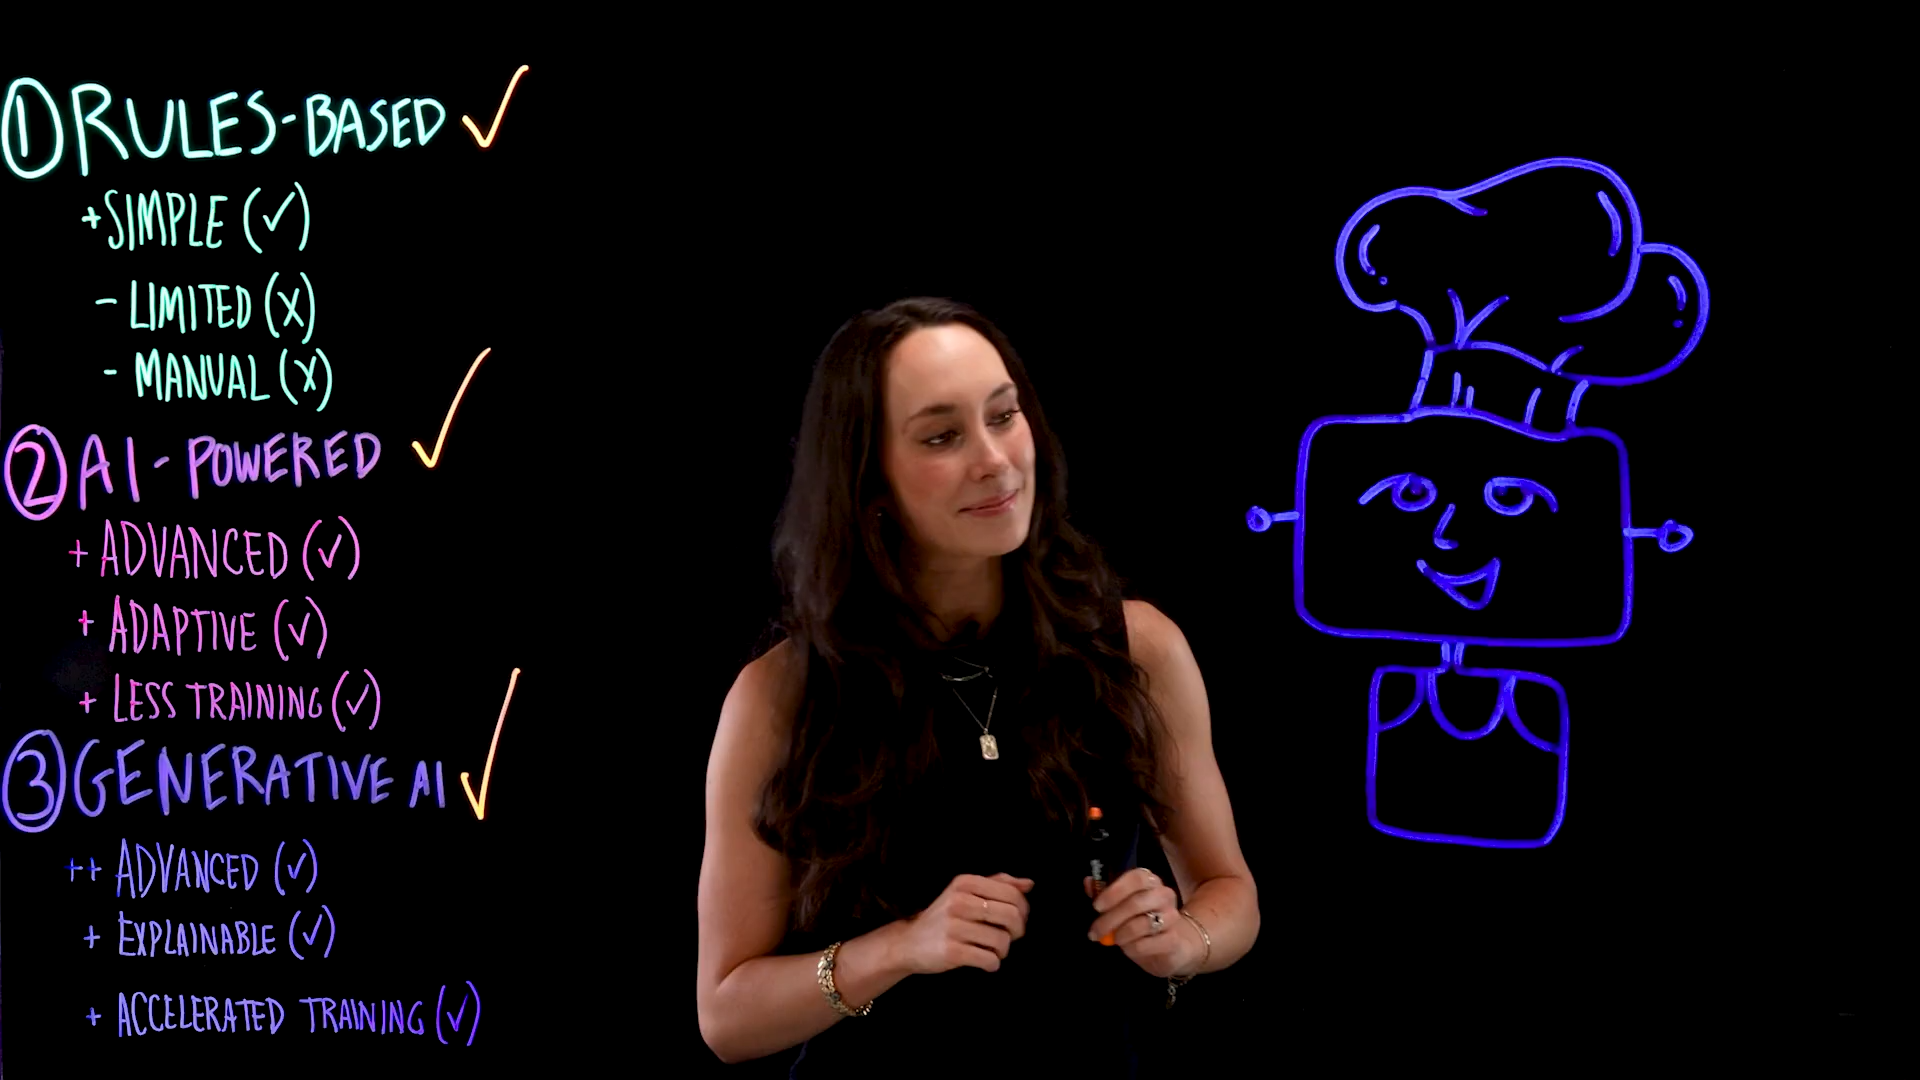 ① RULES-BASED ✓
+ SIMPLE (✓)
- LIMITED (X)
- MANUAL (X)
② AI-POWERED ✓
+ ADVANCED (✓)
+ ADAPTIVE (✓)
+ LESS TRAINING (✓)
③ GENERATIVE AI ✓
++ ADVANCED (✓)
+ EXPLAINABLE (✓)
+ ACCELERATED TRAINING (✓)